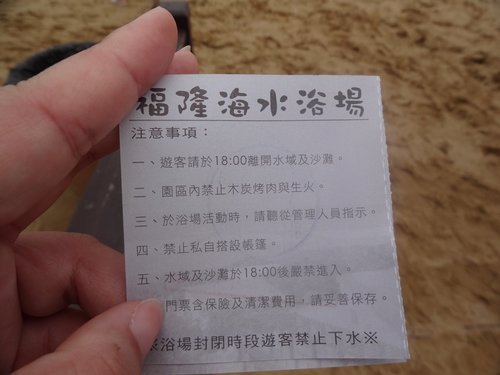 福隆海水浴場
注意事項：
一、遊客請於18:00離開水域及沙灘。
二、園區內禁止木炭烤肉與生火。
三、於浴場活動時，請聽從管理人員指示。
四、禁止私自搭設帳篷。
五、水域及沙灘於18:00後嚴禁進入。
門票含保險及清潔費用，請妥善保存。
浴場封閉時段遊客禁止下水※